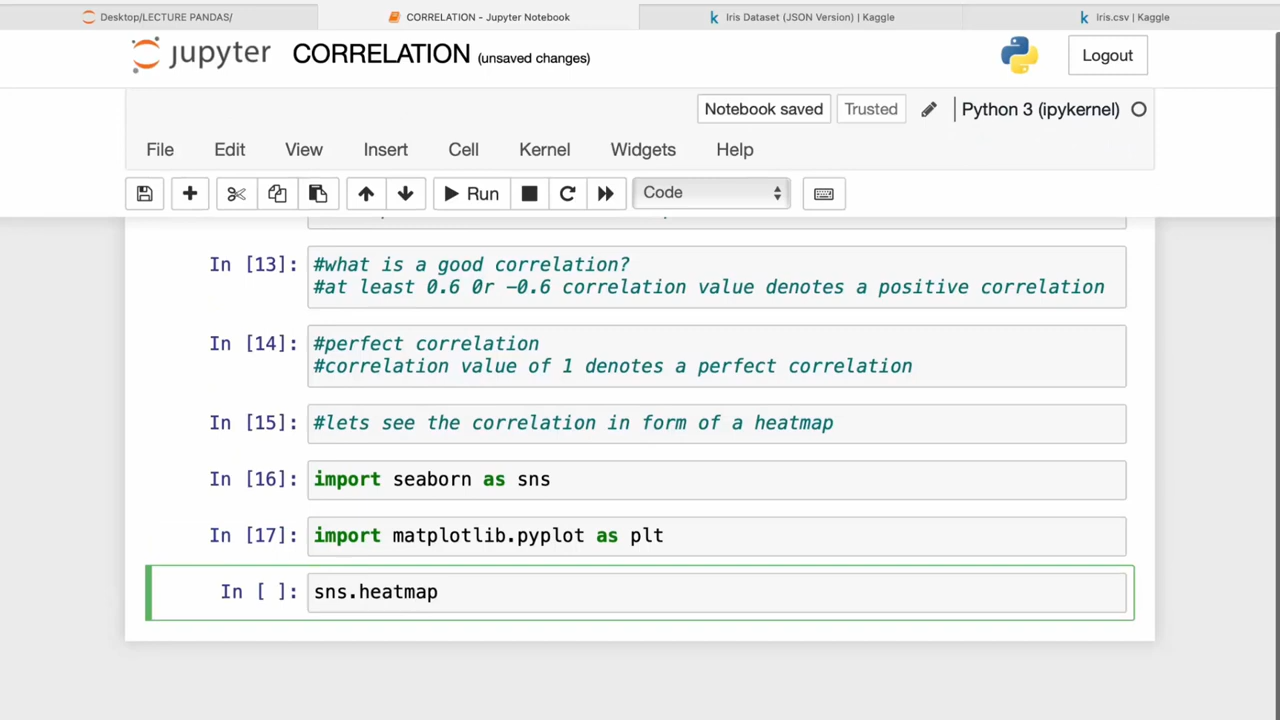 Desktop/LECTURE PANDAS/
CORRELATION - Jupyter Notebook
Iris Dataset (JSON Version) | Kaggle
Iris.csv | Kaggle
jupyter CORRELATION (unsaved changes)
Logout
Notebook saved
Trusted
Python 3 (ipykernel)
File Edit View Insert Cell Kernel Widgets Help
Run
Code
In [13]: #what is a good correlation?
#at least 0.6 0r −0.6 correlation value denotes a positive correlation
In [14]: #perfect correlation
#correlation value of 1 denotes a perfect correlation
In [15]: #lets see the correlation in form of a heatmap
In [16]: import seaborn as sns
In [17]: import matplotlib.pyplot as plt
In [ ]: sns.heatmap